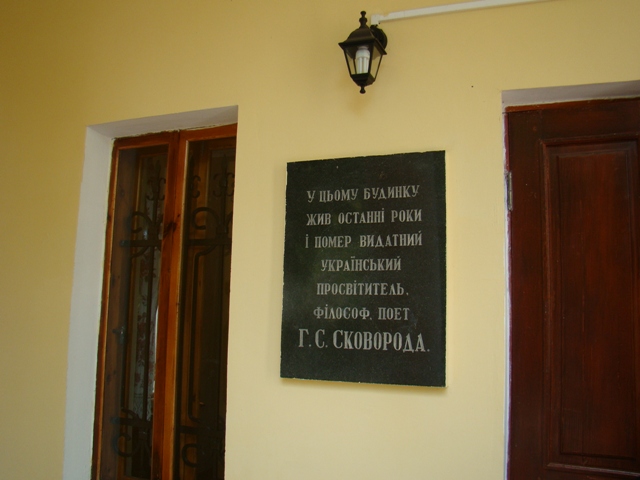 У ЦЬОМУ БУДИНКУ
ЖИВ ОСТАННІ РОКИ
І ПОМЕР ВИДАТНИЙ
УКРАЇНСЬКИЙ
ПРОСВІТИТЕЛЬ,
ФІЛОСОФ, ПОЕТ
Г. С. СКОВОРОДА.